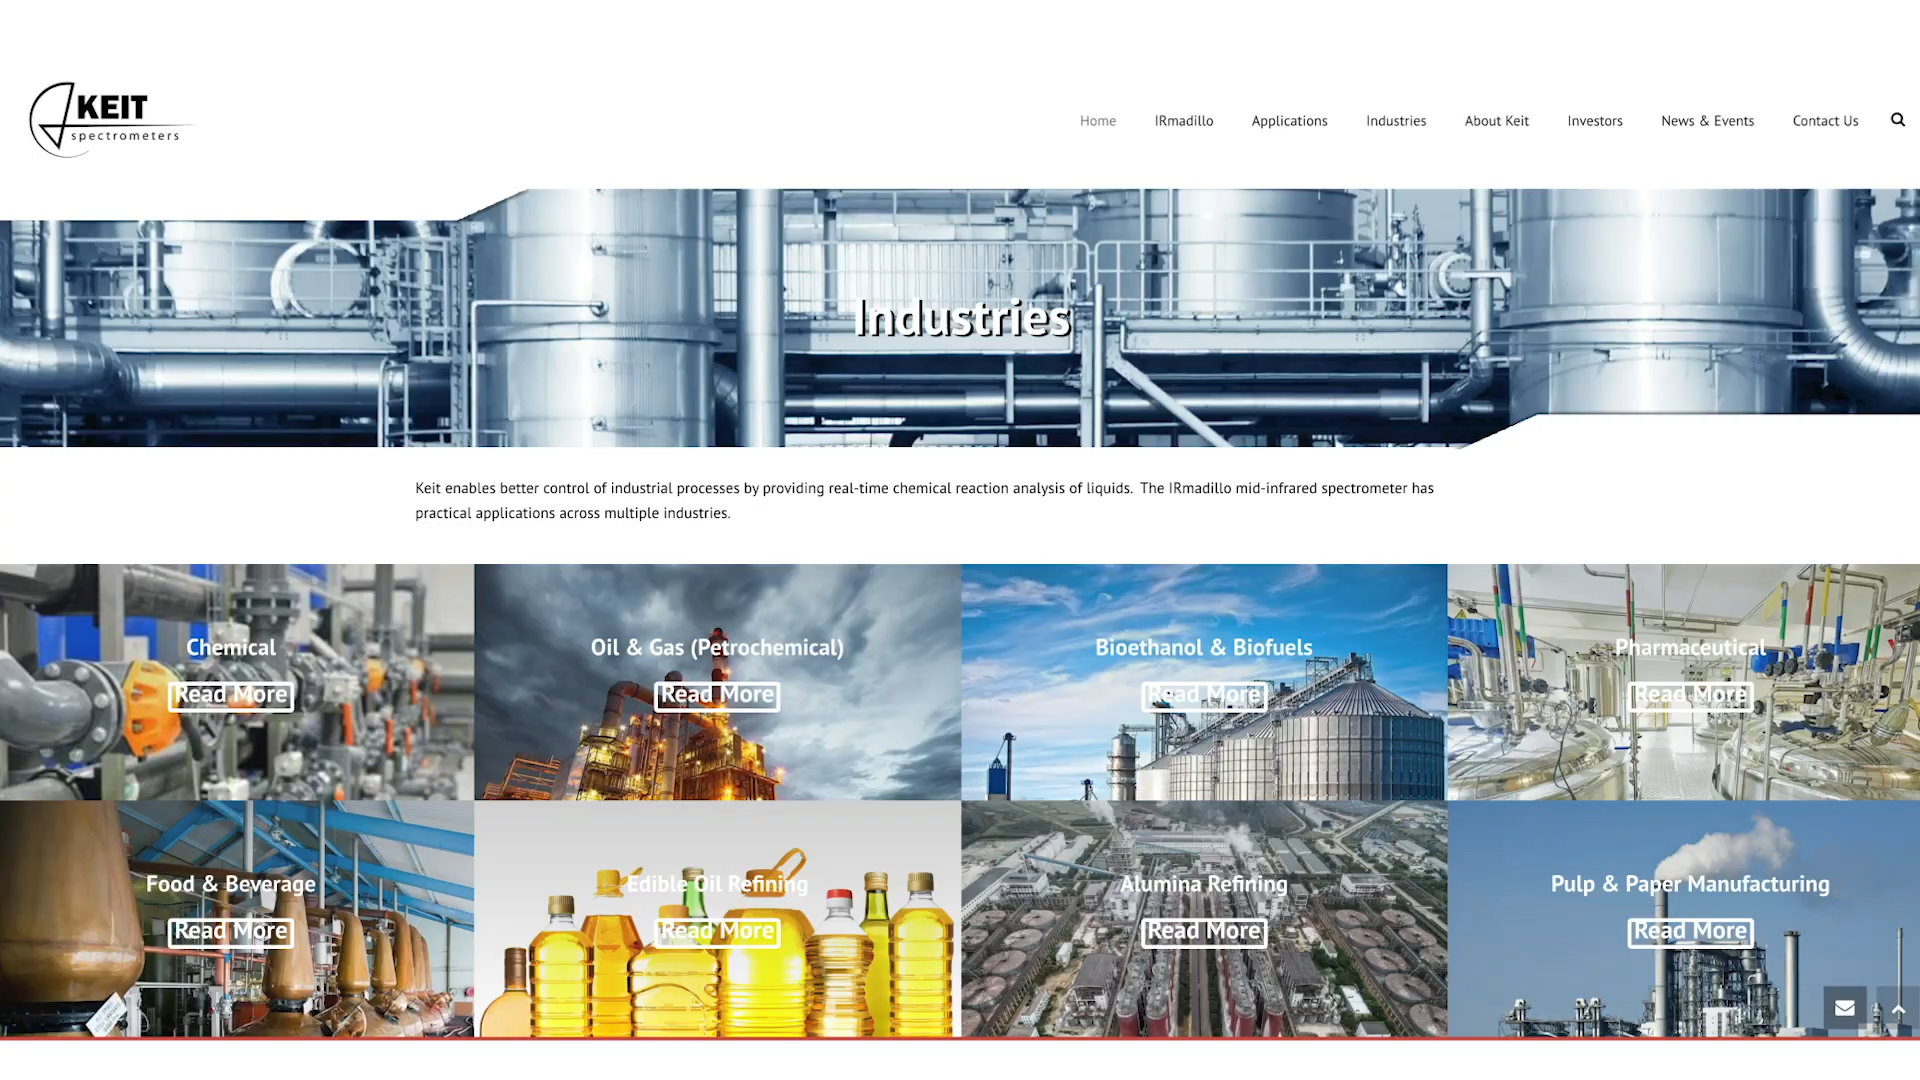 KEIT
spectrometers
Home IRmadillo Applications Industries About Keit Investors News & Events Contact Us
Industries
Keit enables better control of industrial processes by providing real-time chemical reaction analysis of liquids. The IRmadillo mid-infrared spectrometer has
practical applications across multiple industries.
Chemical
Read More
Oil & Gas (Petrochemical)
Read More
Bioethanol & Biofuels
Read More
Pharmaceutical
Read More
Food & Beverage
Read More
Edible Oil Refining
Read More
Alumina Refining
Read More
Pulp & Paper Manufacturing
Read More